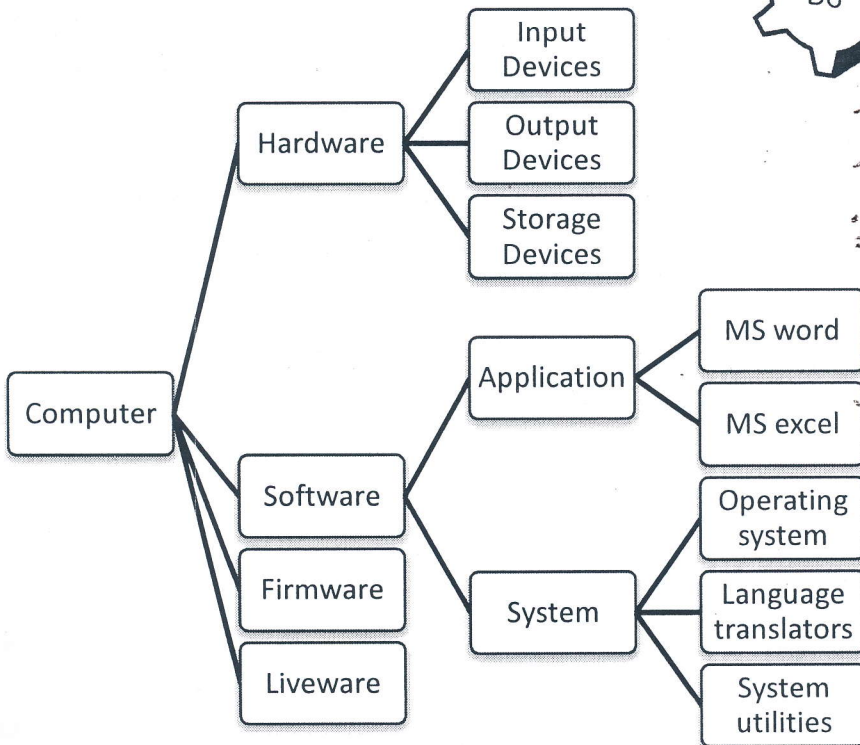 Input
Devices
Hardware
Output
Devices
Storage
Devices
Computer
Software
Application
MS word
MS excel
System
Operating
system
Language
translators
System
utilities
Firmware
Liveware